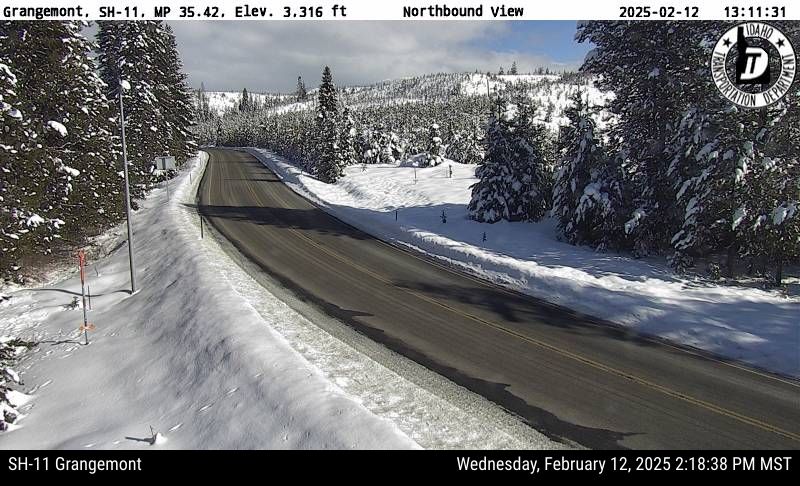 Grangemont, SH-11, MP 35.42, Elev. 3,316 ft Northbound View 2025-02-12 13:11:31
IDAHO
TRANSPORTATION DEPARTMENT
SH-11 Grangemont Wednesday, February 12, 2025 2:18:38 PM MST